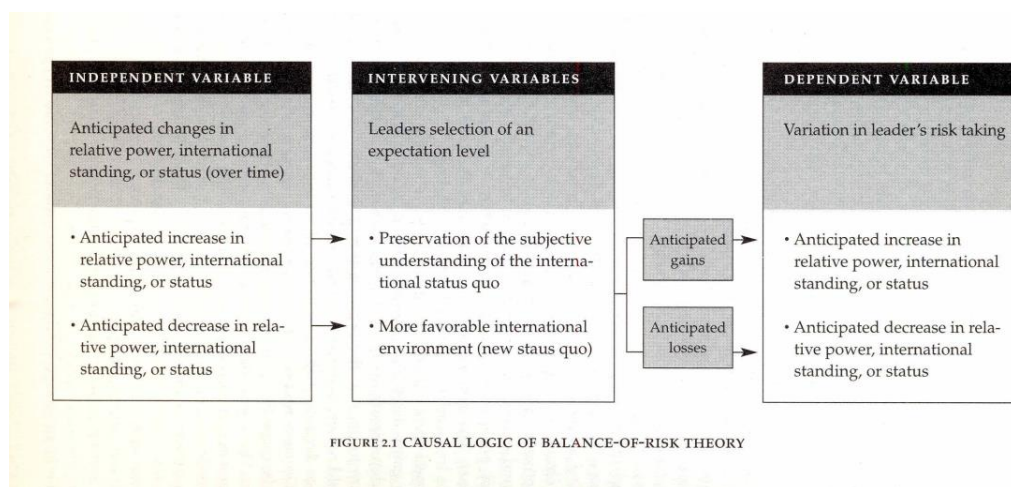 INDEPENDENT VARIABLE
Anticipated changes in
relative power, international
standing, or status (over time)
• Anticipated increase in
relative power, international
standing, or status
• Anticipated decrease in rela-
tive power, international
standing, or status
INTERVENING VARIABLES
Leaders selection of an
expectation level
• Preservation of the subjective
understanding of the interna-
tional status quo
• More favorable international
environment (new staus quo)
Anticipated
gains
Anticipated
losses
DEPENDENT VARIABLE
Variation in leader's risk taking
• Anticipated increase in
relative power, international
standing, or status
• Anticipated decrease in rela-
tive power, international
standing, or status
FIGURE 2.1 CAUSAL LOGIC OF BALANCE-OF-RISK THEORY